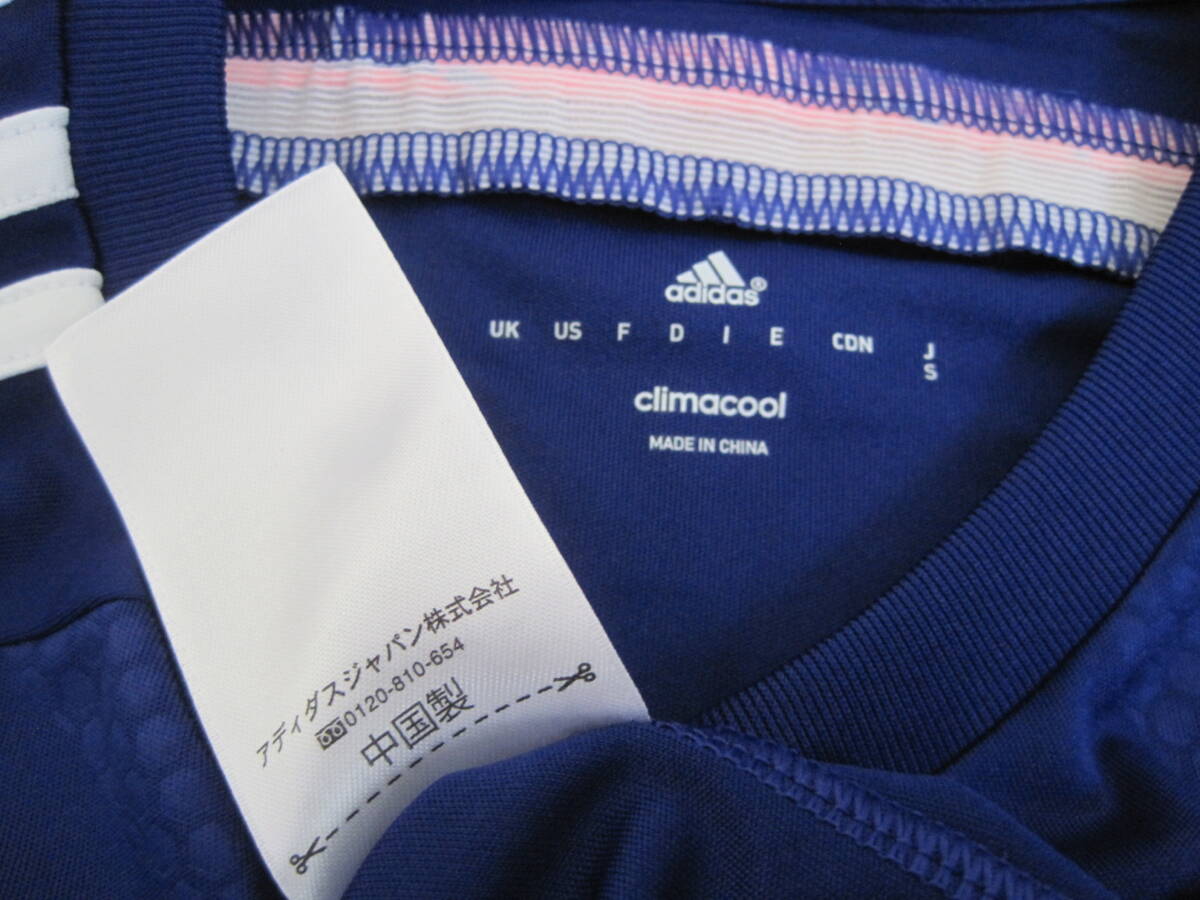 adidas®
UK US F D I E CDN J
S
climacool
MADE IN CHINA
アディダスジャパン株式会社
0120-810-654
中国製